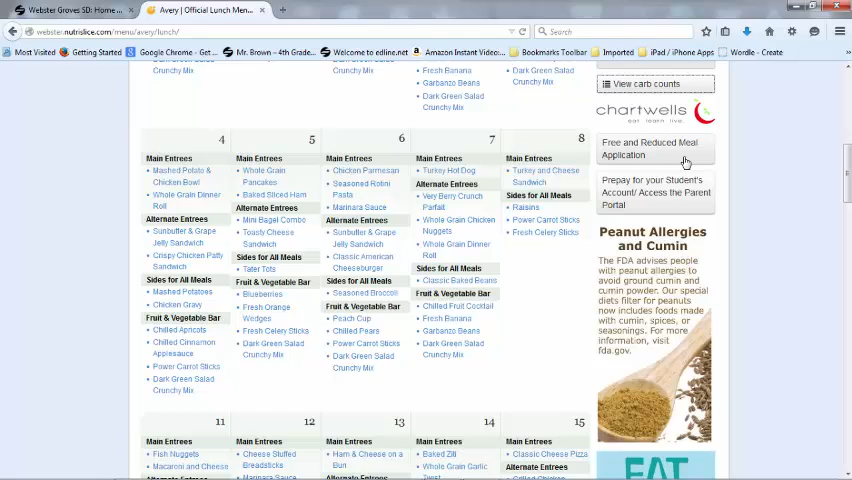 Webster Groves SD: Home ...
Avery | Official Lunch Men...
webster.nutrislice.com/menu/avery/lunch/
Search
Most Visited
Getting Started
Google Chrome - Get ...
Mr. Brown – 4th Grade...
Welcome to edline.net
Amazon Instant Video:...
Bookmarks Toolbar
Imported
iPad / iPhone Apps
Wordle - Create
Crunchy Mix
Crunchy Mix
Fresh Banana
Garbanzo Beans
Dark Green Salad
Crunchy Mix
Dark Green Salad
Crunchy Mix
4
Main Entrees
Mashed Potato &
Chicken Bowl
Whole Grain Dinner
Roll
Alternate Entrees
Sunbutter & Grape
Jelly Sandwich
Crispy Chicken Patty
Sandwich
Sides for All Meals
Mashed Potatoes
Chicken Gravy
Fruit & Vegetable Bar
Chilled Apricots
Chilled Cinnamon
Applesauce
Power Carrot Sticks
Dark Green Salad
Crunchy Mix
5
Main Entrees
Whole Grain
Pancakes
Baked Sliced Ham
Alternate Entrees
Mini Bagel Combo
Toasty Cheese
Sandwich
Sides for All Meals
Tater Tots
Fruit & Vegetable Bar
Blueberries
Fresh Orange
Wedges
Fresh Celery Sticks
Dark Green Salad
Crunchy Mix
6
Main Entrees
Chicken Parmesan
Seasoned Rotini
Pasta
Marinara Sauce
Alternate Entrees
Sunbutter & Grape
Jelly Sandwich
Classic American
Cheeseburger
Sides for All Meals
Seasoned Broccoli
Fruit & Vegetable Bar
Peach Cup
Chilled Pears
Power Carrot Sticks
Dark Green Salad
Crunchy Mix
7
Main Entrees
Turkey Hot Dog
Alternate Entrees
Very Berry Crunch
Parfait
Whole Grain Chicken
Nuggets
Whole Grain Dinner
Roll
Sides for All Meals
Classic Baked Beans
Fruit & Vegetable Bar
Chilled Fruit Cocktail
Fresh Banana
Garbanzo Beans
Dark Green Salad
Crunchy Mix
8
Main Entrees
Turkey and Cheese
Sandwich
Sides for All Meals
Raisins
Power Carrot Sticks
Fresh Celery Sticks
11
Main Entrees
Fish Nuggets
Macaroni and Cheese
12
Main Entrees
Cheese Stuffed
Breadsticks
Marinara Sauce
13
Main Entrees
Ham & Cheese on a
Bun
Alternate Entrees
14
Main Entrees
Baked Ziti
Whole Grain Garlic
Twist
15
Main Entrees
Classic Cheese Pizza
Alternate Entrees
View carb counts
chartwells
eat. learn. live.
Free and Reduced Meal
Application
Prepay for your Student's
Account/ Access the Parent
Portal
Peanut Allergies
and Cumin
The FDA advises people
with peanut allergies to
avoid ground cumin and
cumin powder. Our special
diets filter for peanuts
now includes foods made
with cumin, spices, or
seasonings. For more
information, visit
fda.gov.
EAT